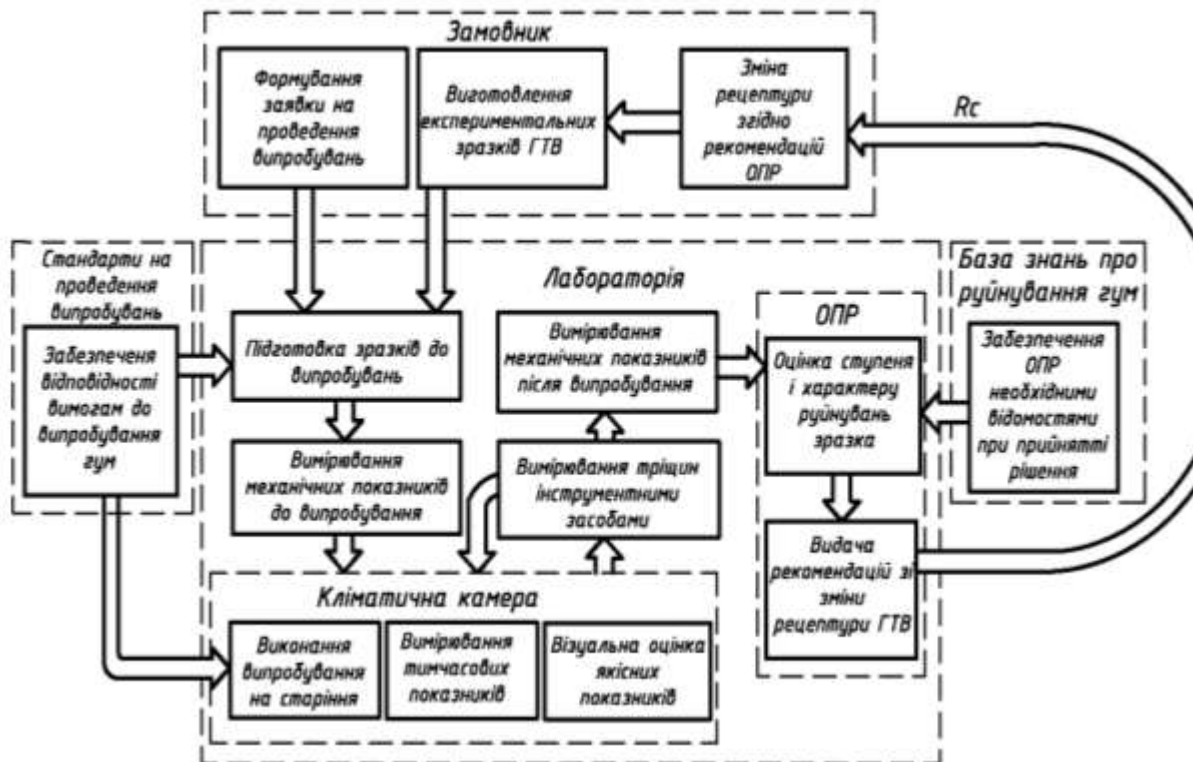 Замовник
Формування
заявки на
проведення
випробувань
Виготовлення
експериментальних
зразків ГТВ
Зміна
рецептури
згідно
рекомендацій
ОПР
Rc
Стандарти на
проведення
випробувань
Забезпеченя
відповідності
вимогам до
випробування
гум
Лабораторія
Підготовка зразків до
випробувань
Вимірювання
механічних показників
до випробування
Вимірювання
механічних показників
після випробування
Вимірювання тріщин
інструментними
засобами
ОПР
Оцінка ступеня
і характеру
руйнувань
зразка
Видача
рекомендацій зі
зміни
рецептури ГТВ
База знань про
руйнування гум
Забезпечення
ОПР
необхідними
відомостями
при прийнятті
рішення
Кліматична камера
Виконання
випробування
на старіння
Вимірювання
тимчасових
показників
Візуальна оцінка
якісних
показників